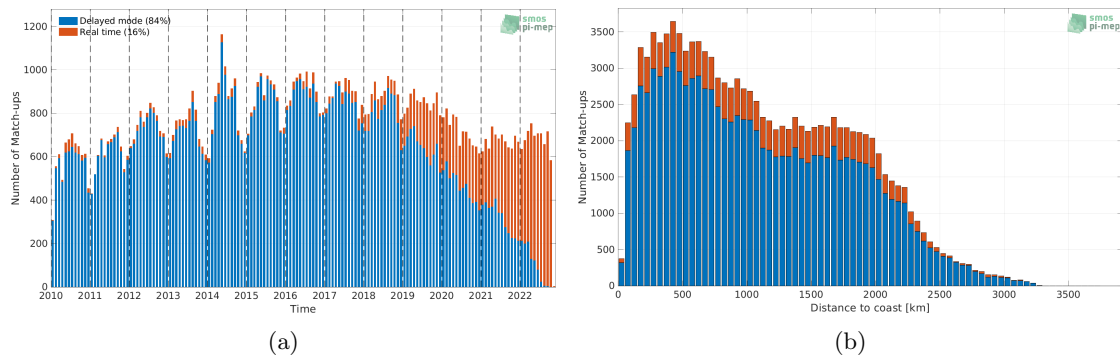 Delayed mode (84%)
Real time (16%)
smos
pi-mep
1200
1000
800
600
400
200
0
Number of Match-ups
2010 2011 2012 2013 2014 2015 2016 2017 2018 2019 2020 2021 2022
Time
(a)
smos
pi-mep
3500
3000
2500
2000
1500
1000
500
0
Number of Match-ups
0 500 1000 1500 2000 2500 3000 3500
Distance to coast [km]
(b)